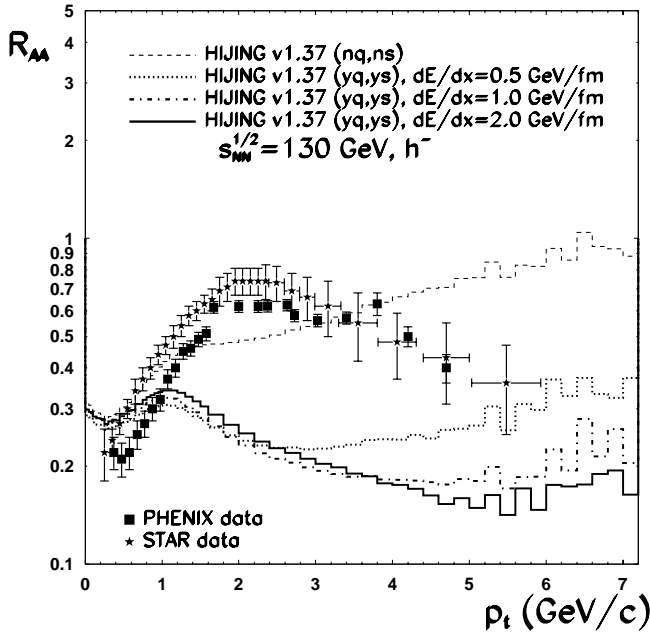 R_AA
5
3
2
1
0.9
0.8
0.7
0.6
0.5
0.4
0.3
0.2
0.1
HIJING v1.37 (nq,ns)
HIJING v1.37 (yq,ys), dE/dx=0.5 GeV/fm
HIJING v1.37 (yq,ys), dE/dx=1.0 GeV/fm
HIJING v1.37 (yq,ys), dE/dx=2.0 GeV/fm
s_NN^1/2=130 GeV, h^-
PHENIX data
STAR data
0 1 2 3 4 5 6 7
p_t (GeV/c)